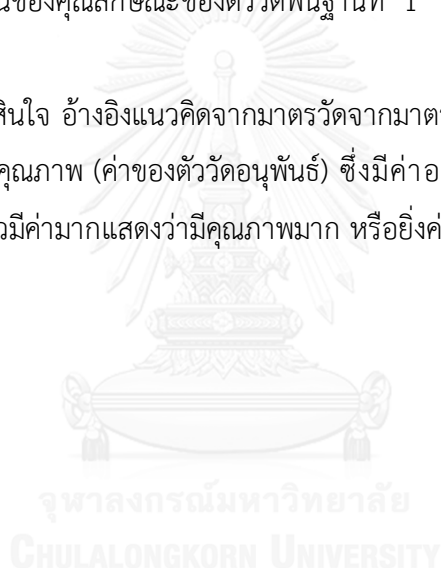 นของคุณลักษณะของตัววัดพื้นฐานที่ 1
สินใจ อ้างอิงแนวคิดจากมาตรวัดจากมาตร
คุณภาพ (ค่าของตัววัดอนุพันธ์) ซึ่งมีค่าอ
วมีค่ามากแสดงว่ามีคุณภาพมาก หรือยิ่งค่
จุฬาลงกรณ์มหาวิทยาลัย
CHULALONGKORN UNIVERSITY